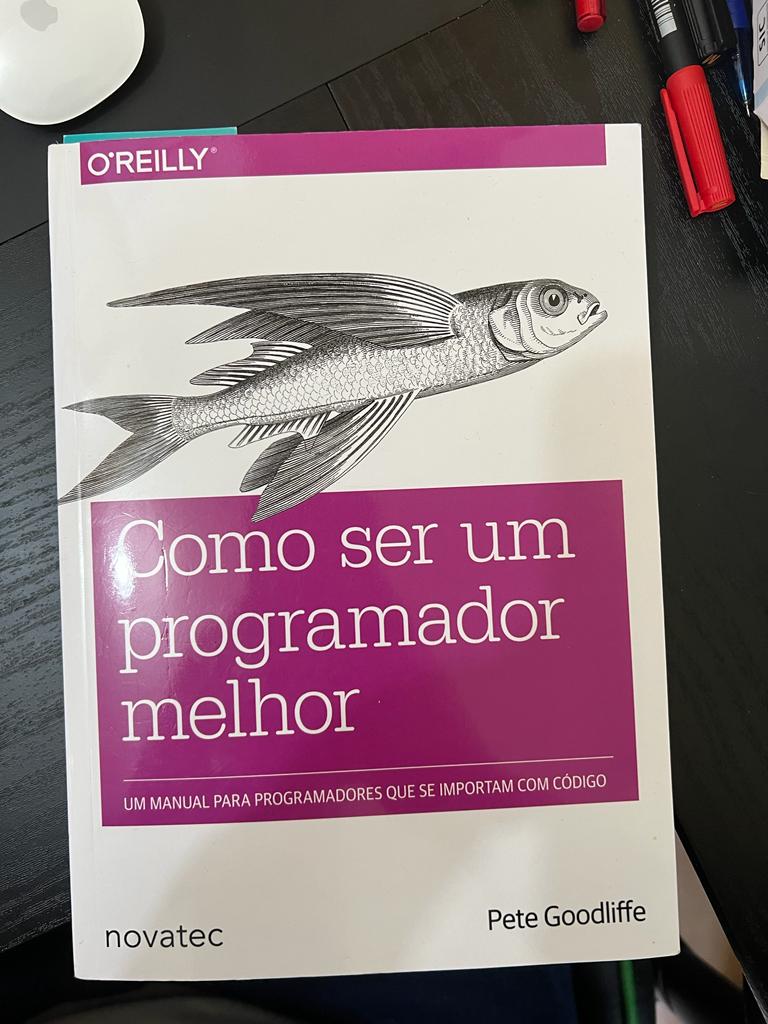 O'REILLY®
Como ser um
programador
melhor
UM MANUAL PARA PROGRAMADORES QUE SE IMPORTAM COM CÓDIGO
novatec
Pete Goodliffe